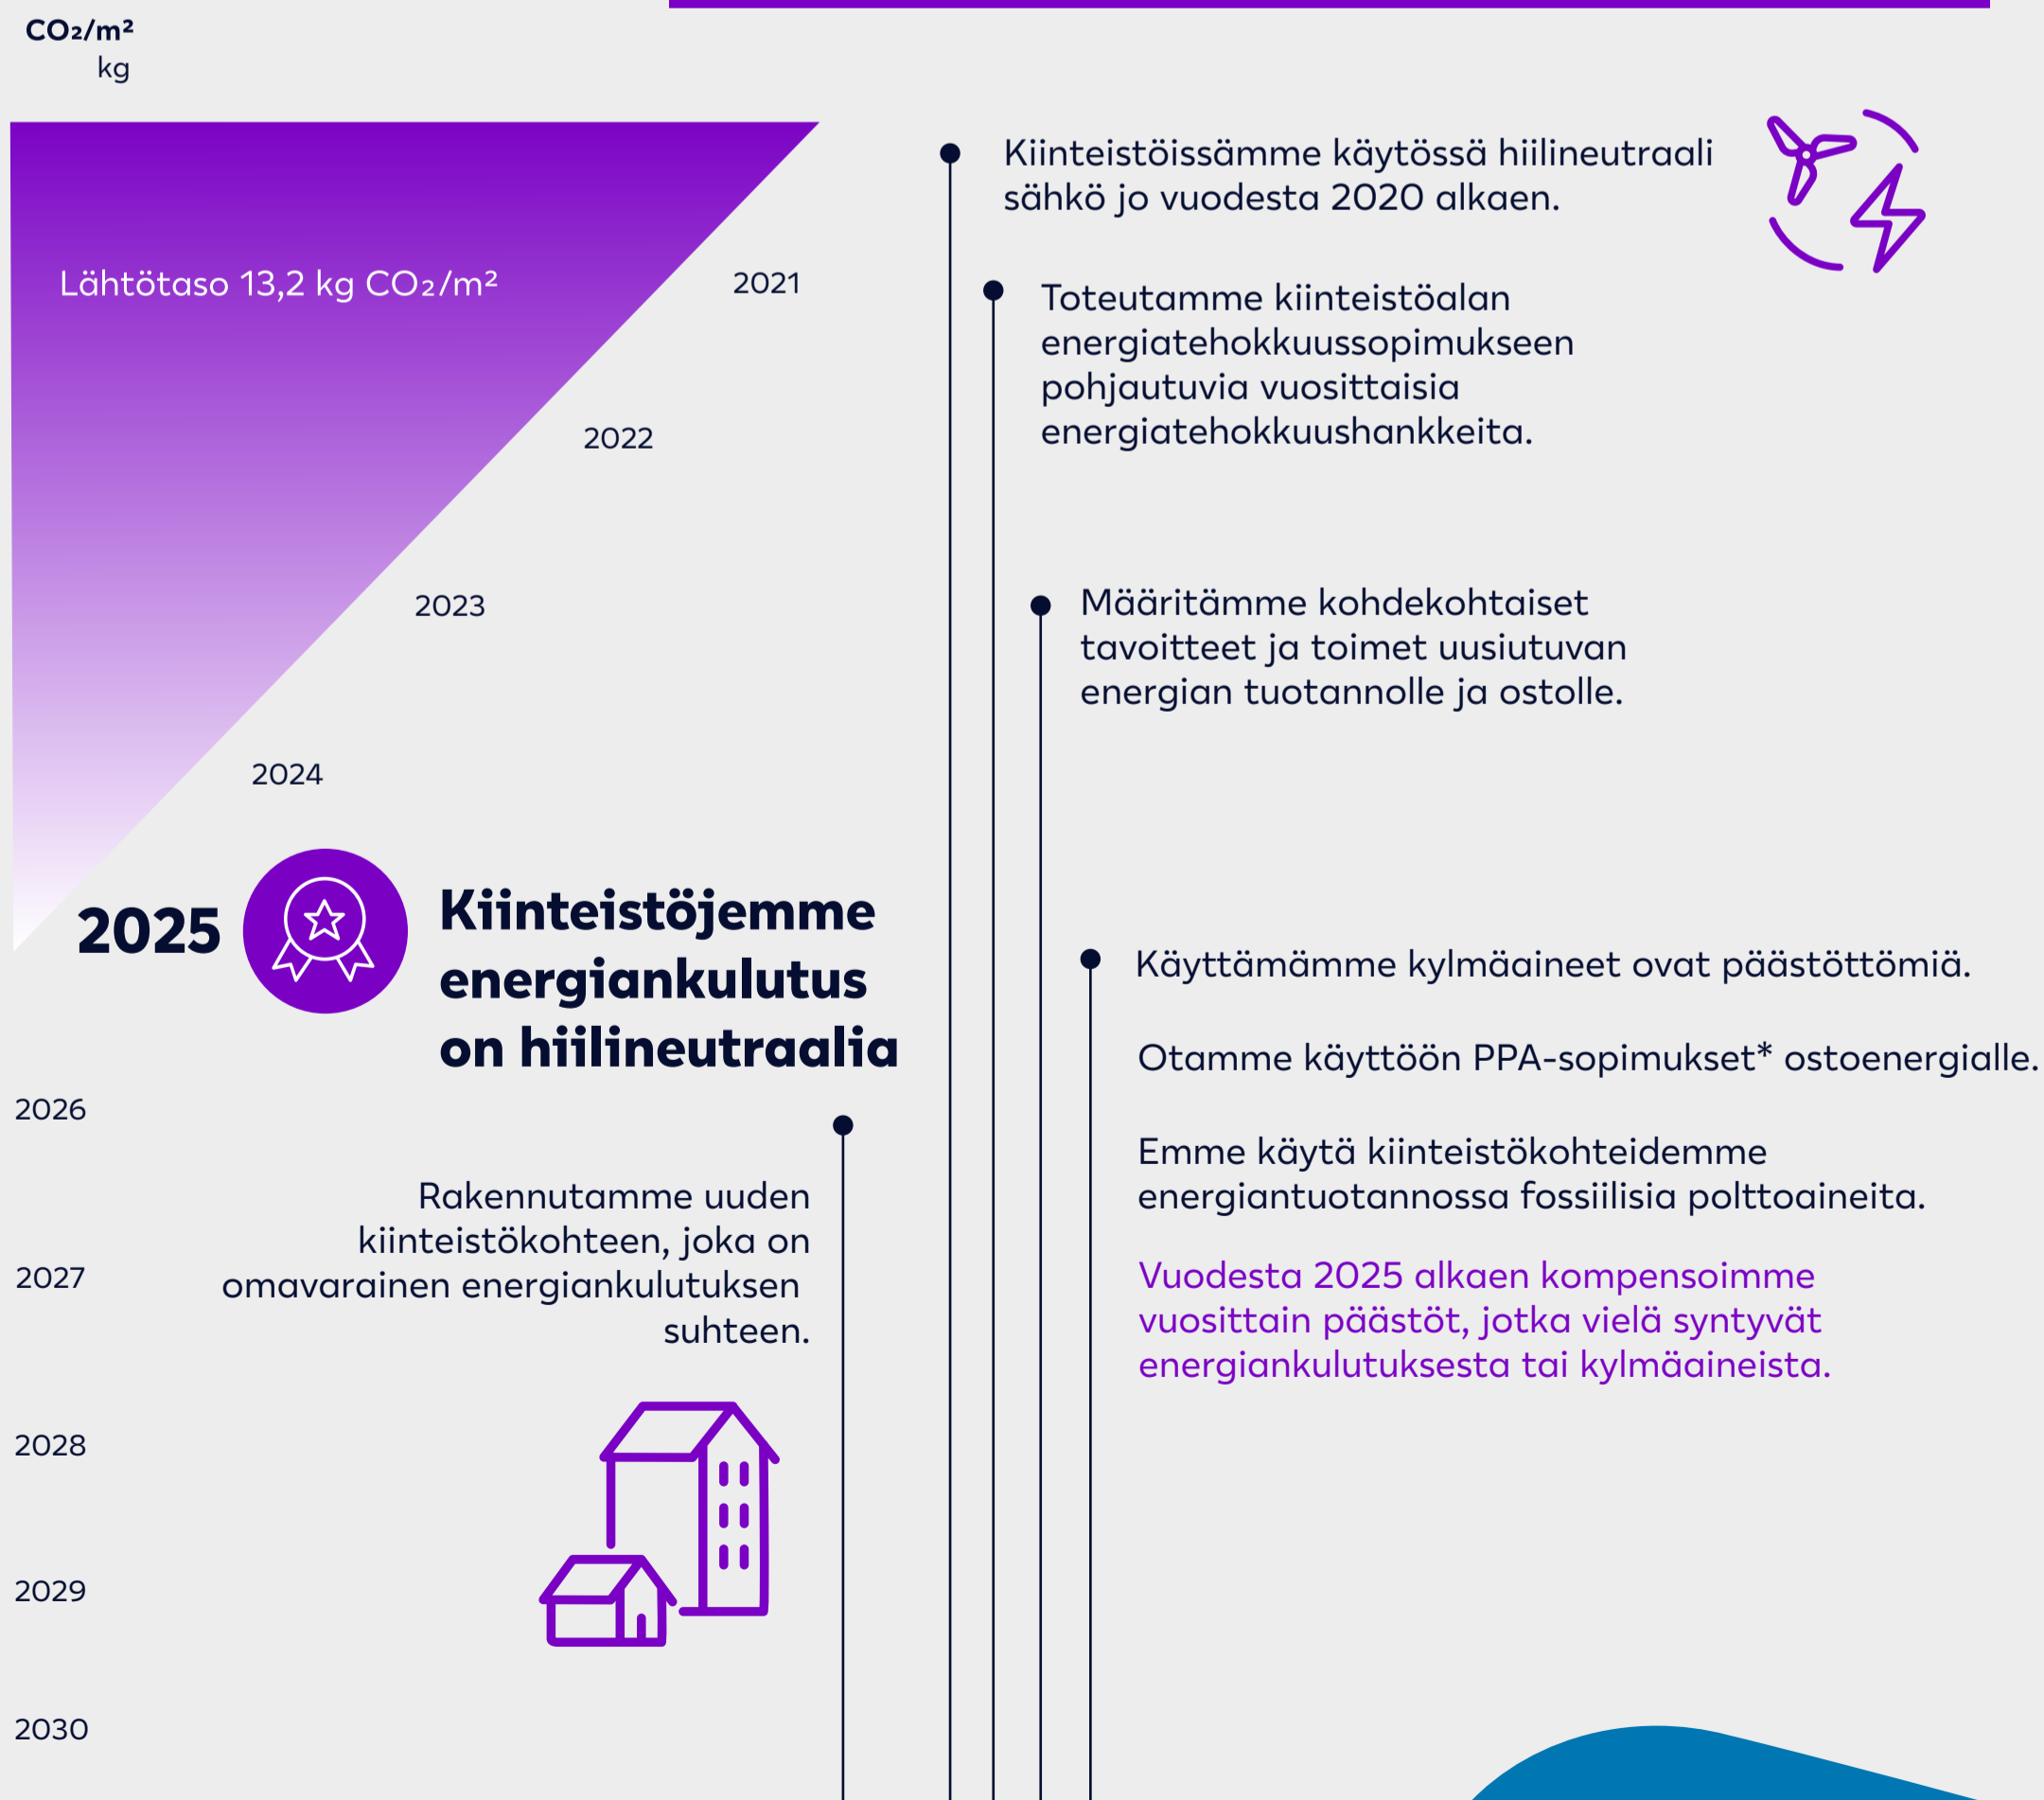 CO₂/m²
kg
Lähtötaso 13,2 kg CO₂/m²
2021
2022
2023
2024
2025
Kiinteistöjemme
energiankulutus
on hiilineutraalia
2026
2027
2028
2029
2030
Rakennutamme uuden
kiinteistökohteen, joka on
omavarainen energiankulutuksen
suhteen.
Kiinteistöissämme käytössä hiilineutraali
sähkö jo vuodesta 2020 alkaen.
Toteutamme kiinteistöalan
energiatehokkuussopimukseen
pohjautuvia vuosittaisia
energiatehokkuushankkeita.
Määritämme kohdekohtaiset
tavoitteet ja toimet uusiutuvan
energian tuotannolle ja ostolle.
Käyttämämme kylmäaineet ovat päästöttömiä.
Otamme käyttöön PPA-sopimukset* ostoenergialle.
Emme käytä kiinteistökohteidemme
energiantuotannossa fossiilisia polttoaineita.
Vuodesta 2025 alkaen kompensoimme
vuosittain päästöt, jotka vielä syntyvät
energiankulutuksesta tai kylmäaineista.